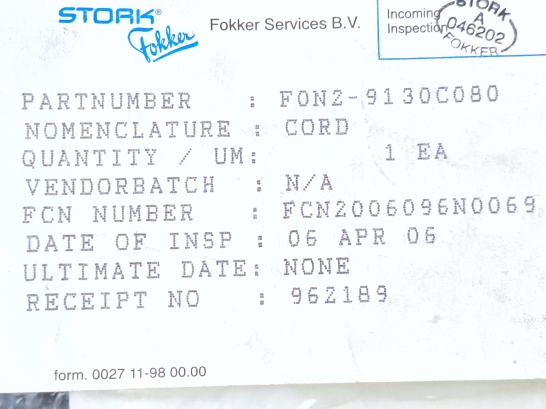 STORK®
Fokker
Fokker Services B.V.
Incoming
Inspection
STORK
A
046202
FOKKER
PARTNUMBER : FON2-9130C080
NOMENCLATURE : CORD
QUANTITY / UM: 1 EA
VENDORBATCH : N/A
FCN NUMBER : FCN2006096N0069
DATE OF INSP : 06 APR 06
ULTIMATE DATE: NONE
RECEIPT NO : 962189
form. 0027 11-98 00.00